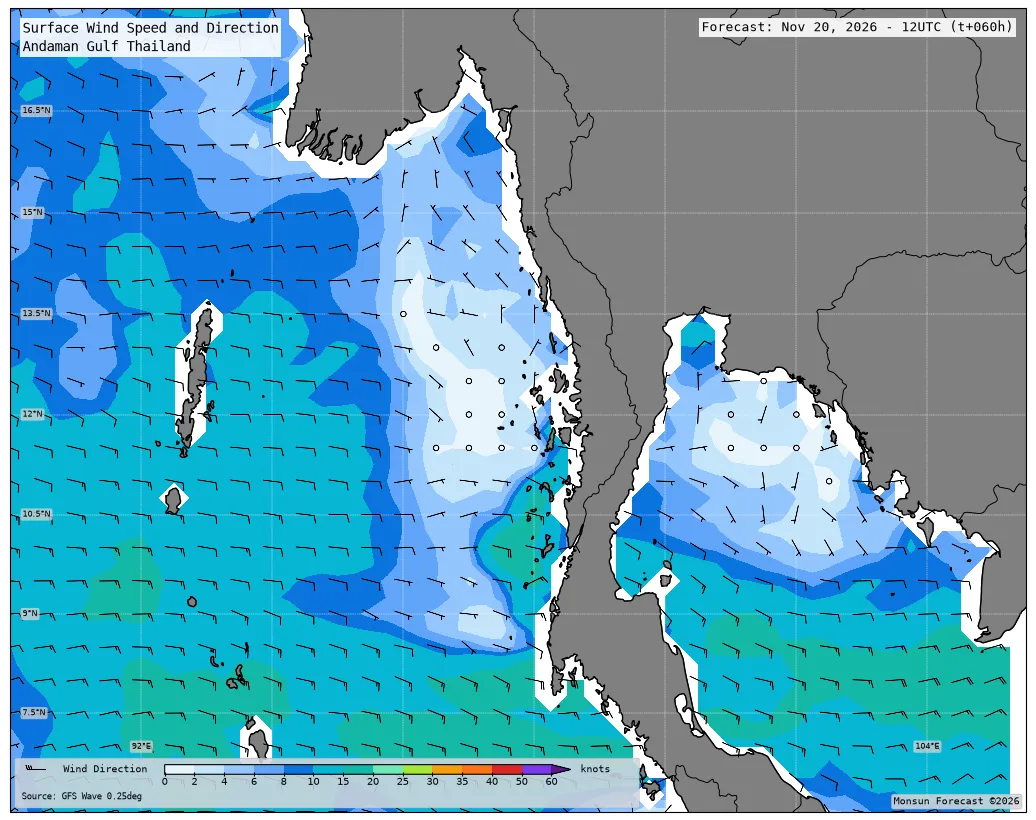 Surface Wind Speed and Direction
Andaman Gulf Thailand
Forecast: Nov 20, 2026 - 12UTC (t+060h)
16.5°N
15°N
13.5°N
12°N
10.5°N
9°N
7.5°N
92°E
104°E
Wind Direction
knots
0 2 4 6 8 10 15 20 25 30 35 40 50 60
Source: GFS Wave 0.25deg
Monsun Forecast ©2026